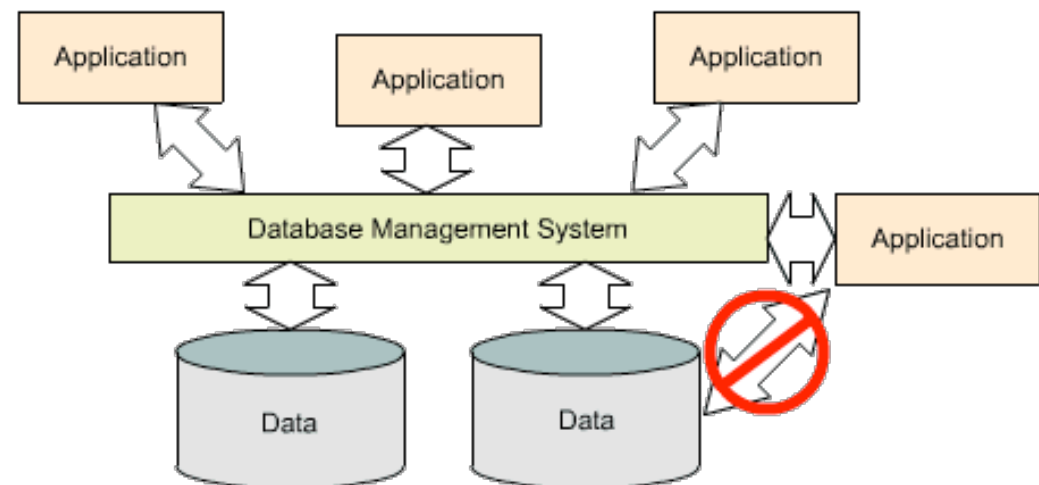 Application
Application
Application
Database Management System
Application
Data
Data